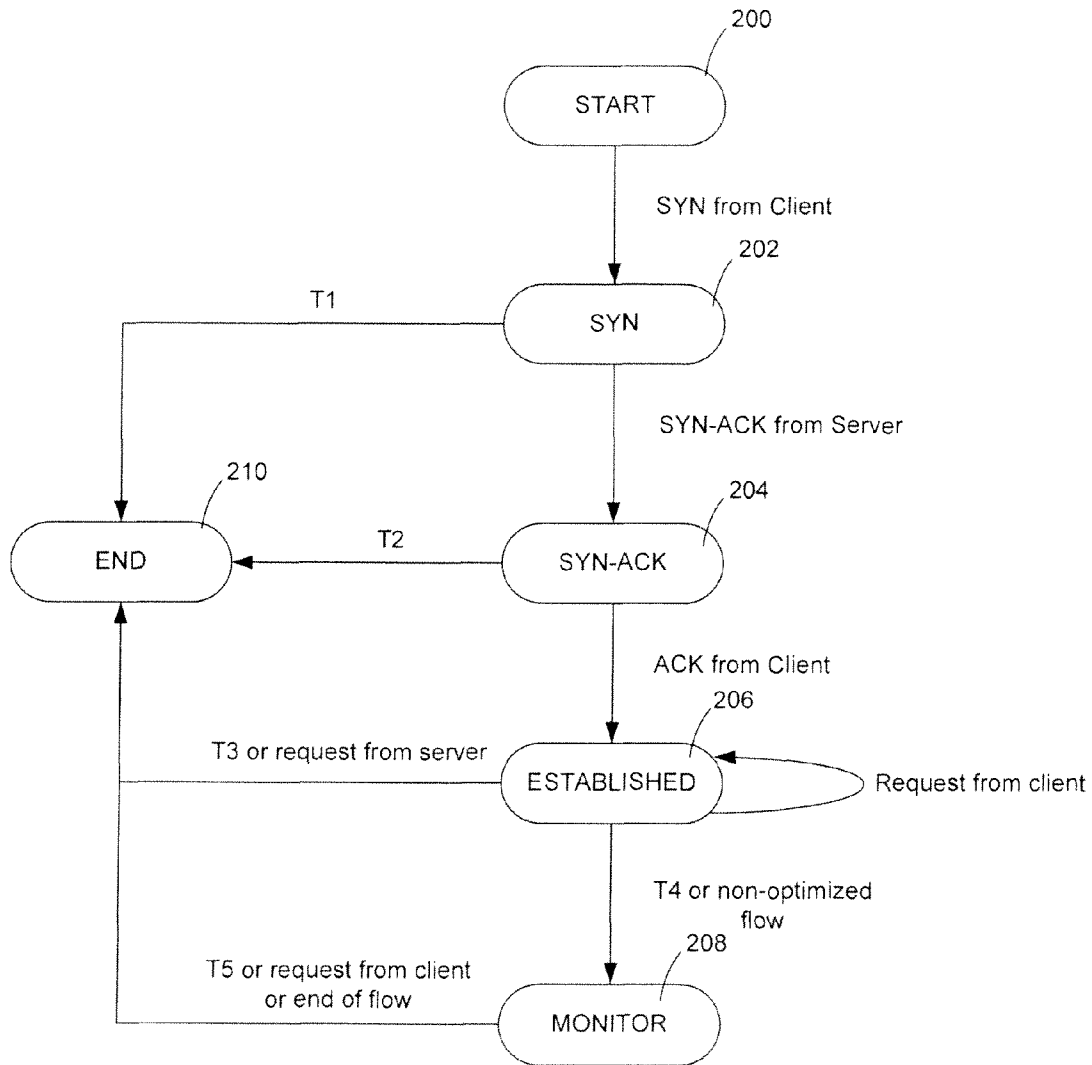 200
START
SYN from Client
202
T1
SYN
SYN-ACK from Server
210
204
END
T2
SYN-ACK
ACK from Client
206
T3 or request from server
ESTABLISHED
Request from client
T4 or non-optimized
flow
208
T5 or request from client
or end of flow
MONITOR